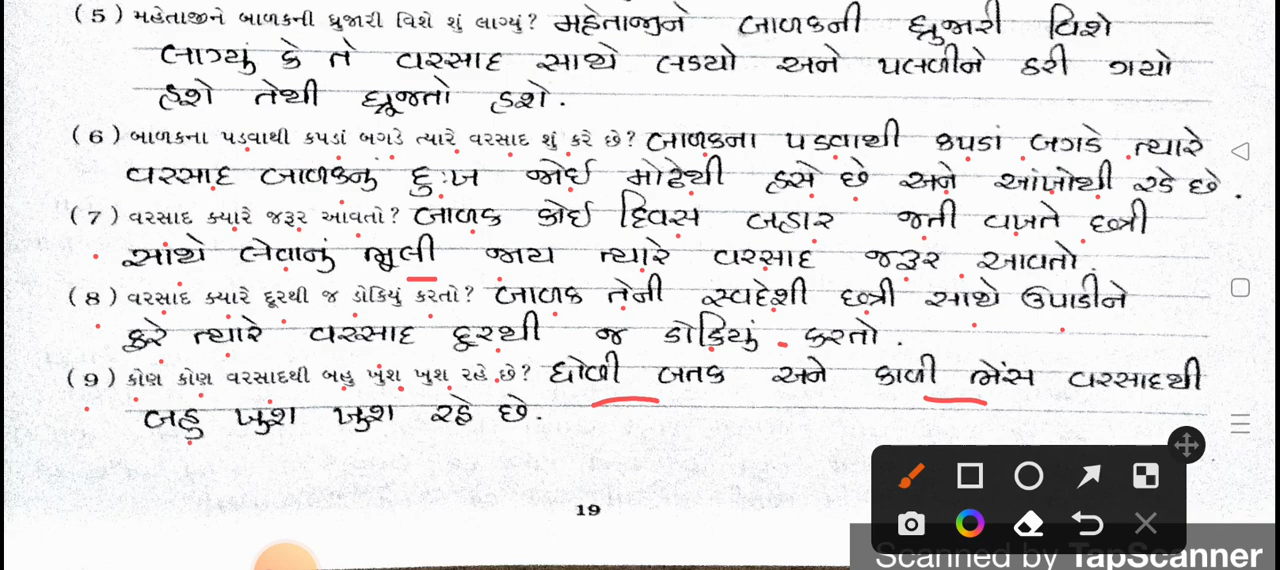 (5) મહેતાજીને બાળકની ધ્રુજારી વિશે શું લાગ્યું? મહેતાજીને બાળકની ધ્રુજારી વિશે
લાગ્યું કે તે વરસાદ સાથે લડ્યો અને પલળીને ઠરી ગયો
હશે તેથી ધ્રૂજતો હશે.
(6) બાળકના પડવાથી કપડાં બગડે ત્યારે વરસાદ શું કરે છે? બાળકના પડવાથી કપડાં બગડે ત્યારે
વરસાદ બાળકનું દુઃખ જોઈ મોઢેથી હસે છે અને આંખોથી રડે છે.
(7) વરસાદ ક્યારે જરૂર આવતો? બાળક કોઈ દિવસ બહાર જતી વખતે છત્રી
સાથે લેવાનું ભૂલી જાય ત્યારે વરસાદ જરૂર આવતો.
(8) વરસાદ ક્યારે દૂરથી જ ડોકિયું કરતો? બાળક તેની સ્વદેશી છત્રી સાથે ઉપાડીને
ફરે ત્યારે વરસાદ દૂરથી જ ડોકિયું કરતો.
(9) કોણ કોણ વરસાદથી બહુ ખુશ ખુશ રહે છે? ધોળી બતક અને કાળી ભેંસ વરસાદથી
બહુ ખુશ ખુશ રહે છે.
19
Scanned by TapScanner